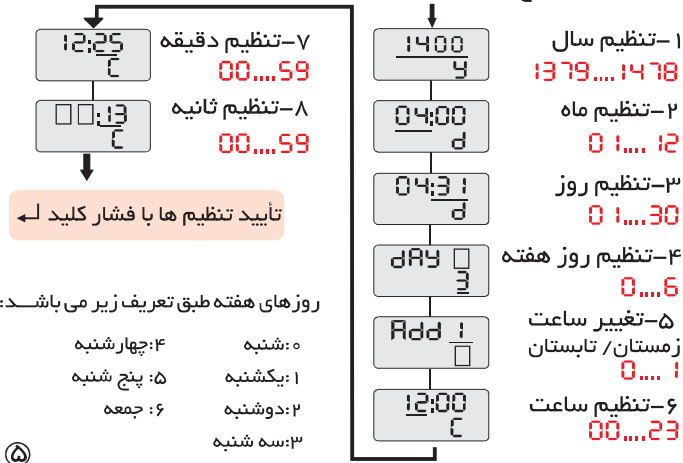 ۱–تنظیم سال
1379....1478
1400
y
۲–تنظیم ماه
01....12
04:00
d
۳–تنظیم روز
01....30
04:31
d
۴–تنظیم روز هفته
0....6
dAY
3
۵–تغییر ساعت
زمستان/ تابستان
0....1
Add 1
۶–تنظیم ساعت
00....23
12:00
C
۷–تنظیم دقیقه
00....59
12:25
C
۸–تنظیم ثانیه
00....59
:13
C
تأیید تنظیم ها با فشار کلید ↲
روزهای هفته طبق تعریف زیر می باشـــد:
۰:شنبه
۱:یکشنبه
۲:دوشنبه
۳:سه شنبه
۴:چهارشنبه
۵: پنج شنبه
۶: جمعه
۵